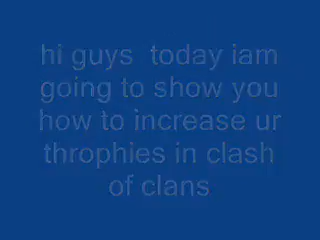 hi guys  today iam
going to show you
how to increase ur
throphies in clash
of clans